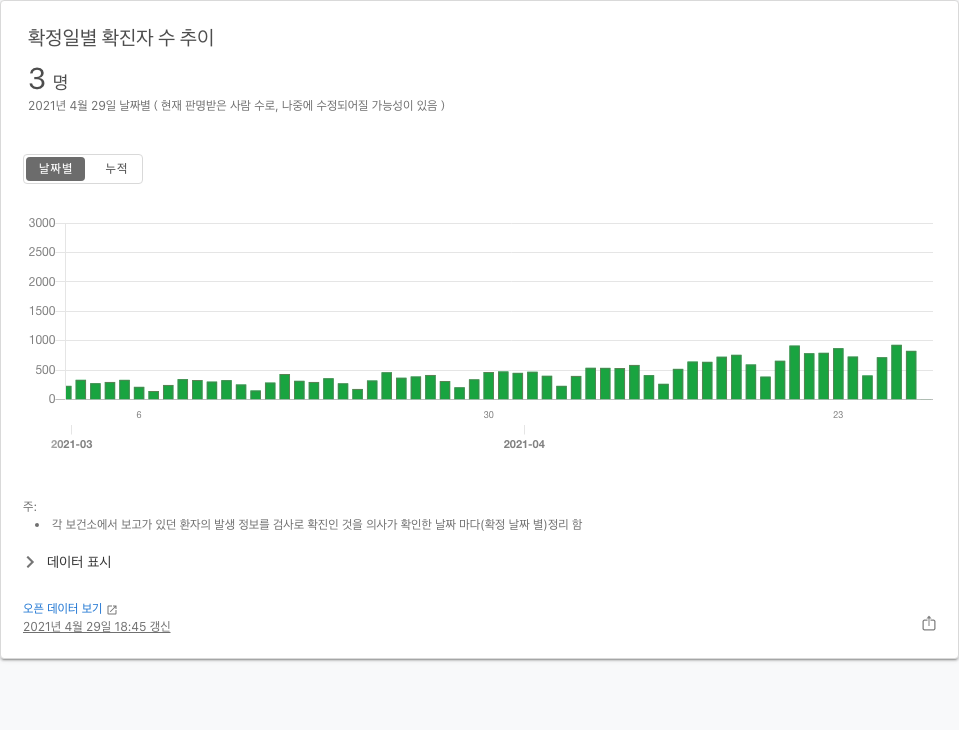 확정일별 확진자 수 추이
3 명
2021년 4월 29일 날짜별 ( 현재 판명받은 사람 수로, 나중에 수정되어질 가능성이 있음 )
날짜별 누적
3000
2500
2000
1500
1000
500
0
6 30 23
2021-03 2021-04
주:
• 각 보건소에서 보고가 있던 환자의 발생 정보를 검사로 확진인 것을 의사가 확인한 날짜 마다(확정 날짜 별)정리 함
데이터 표시
오픈 데이터 보기
2021년 4월 29일 18:45 갱신